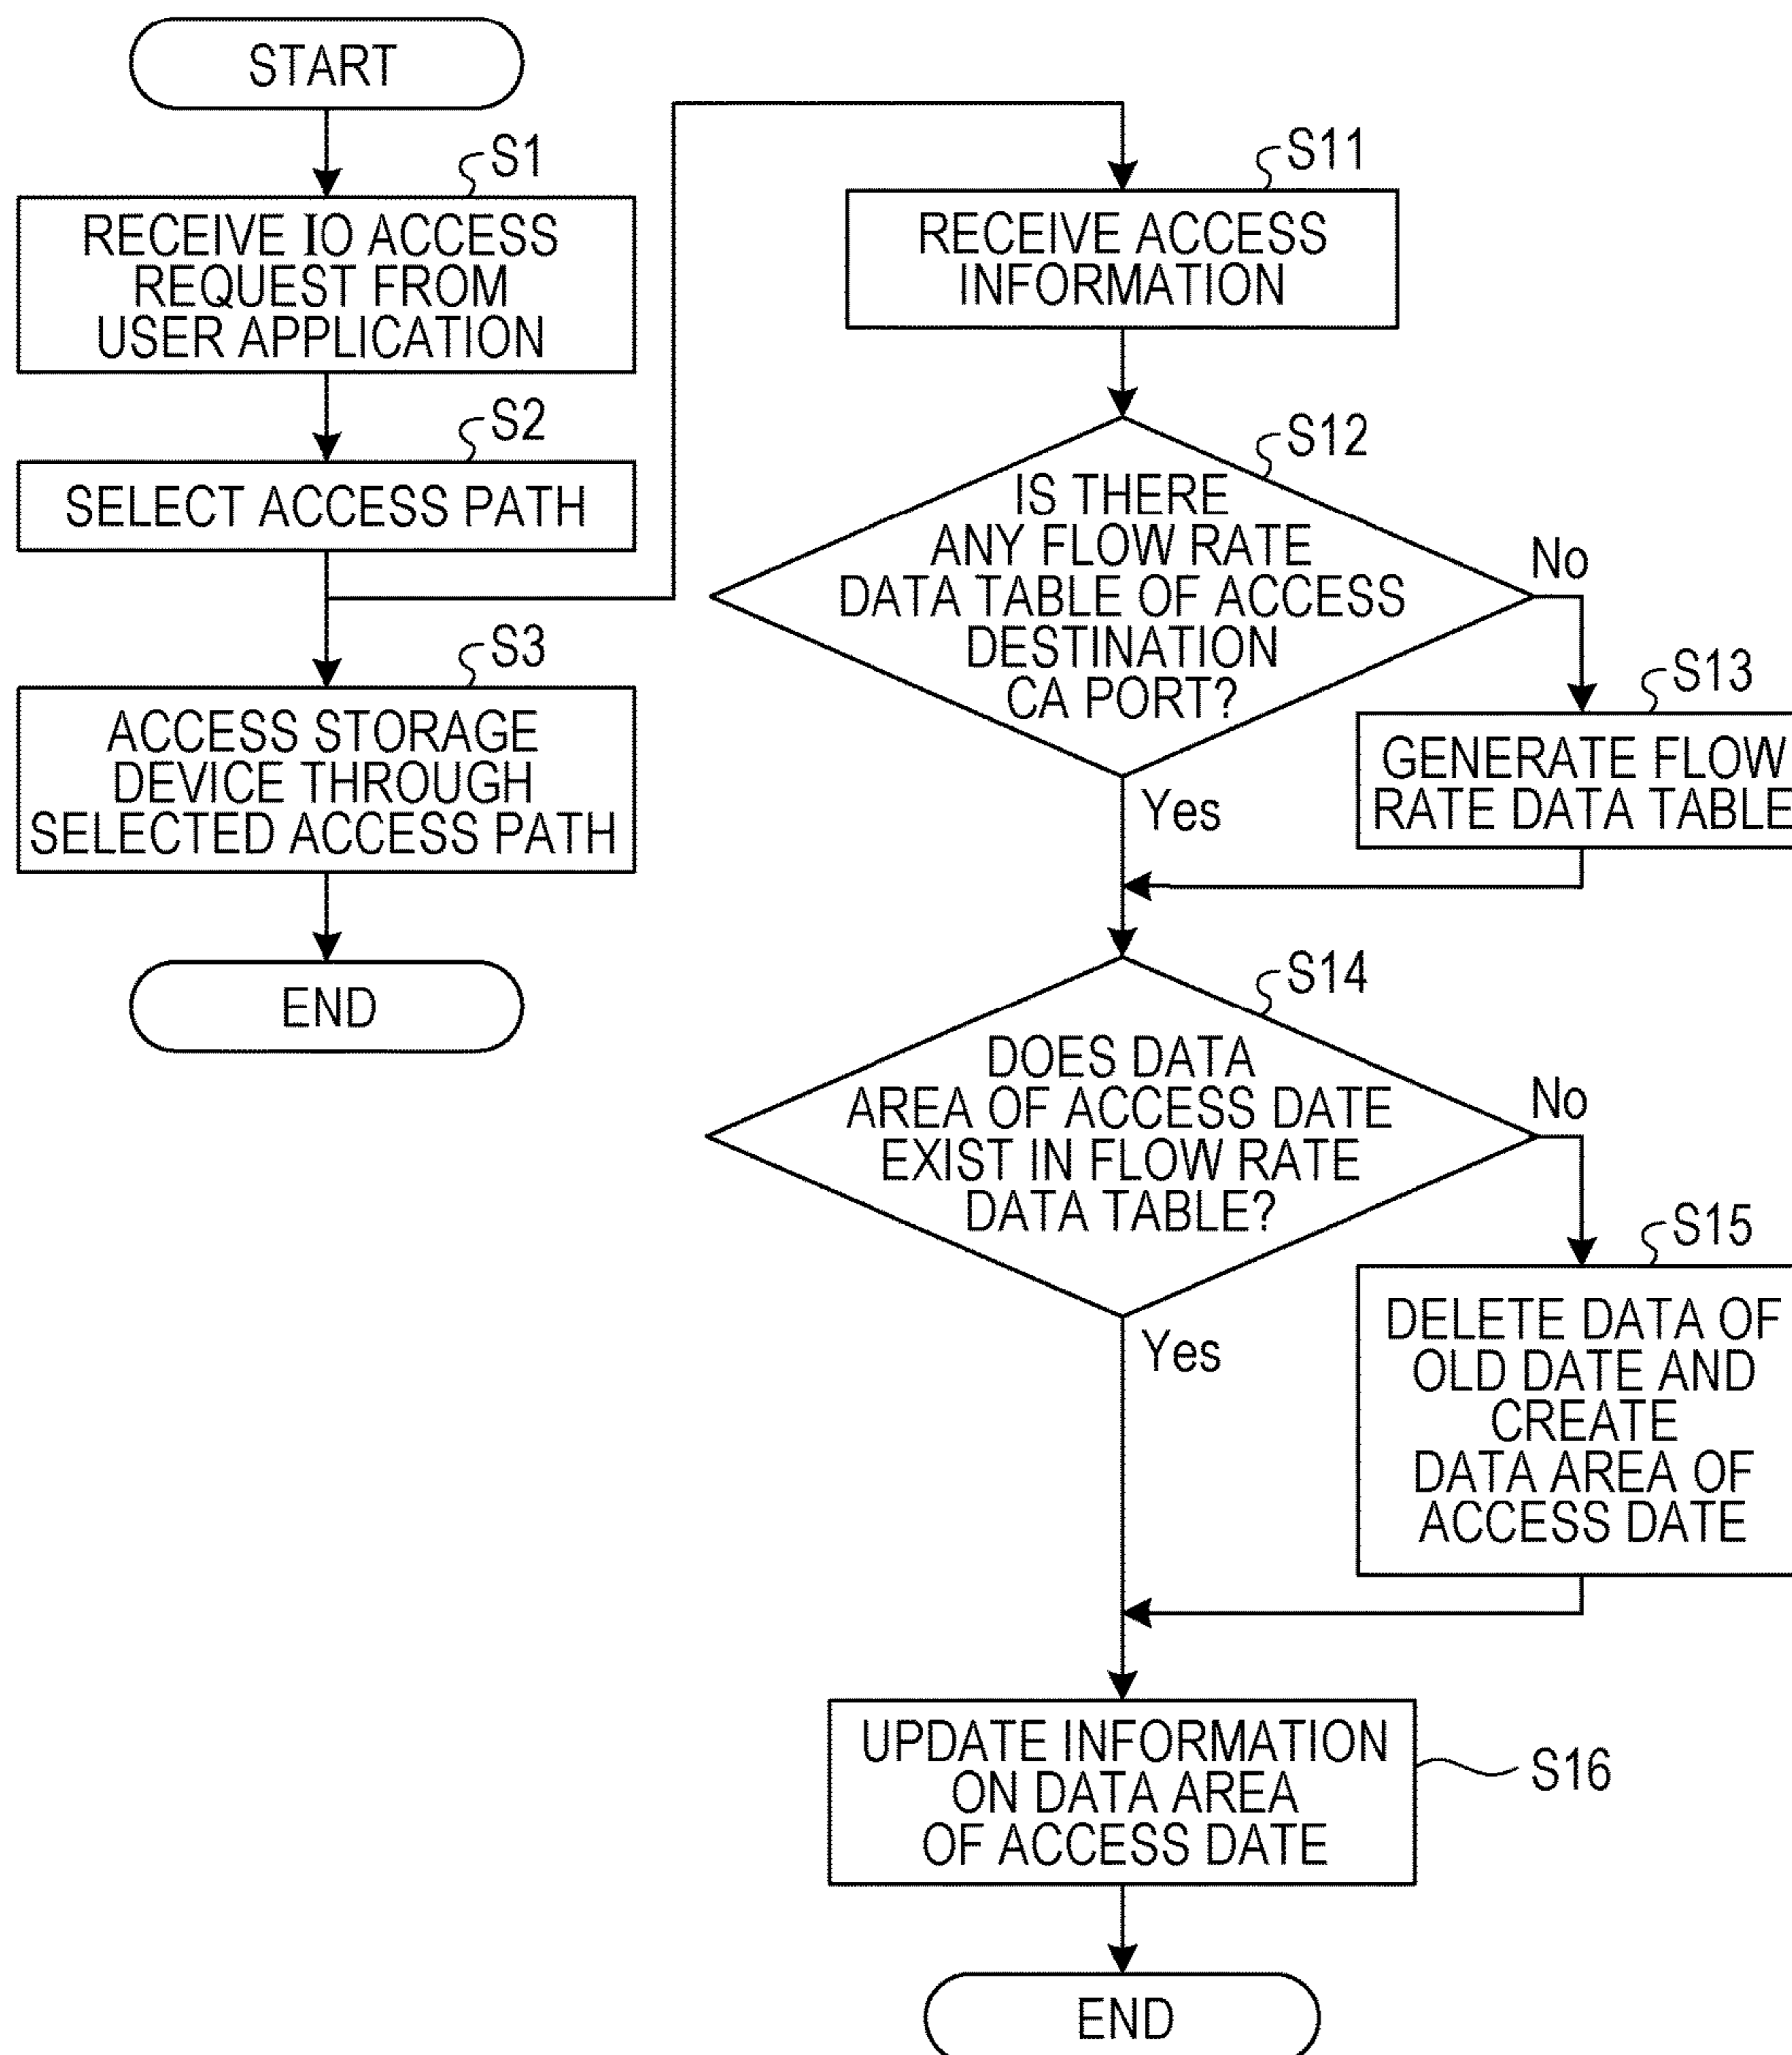 START
S1
RECEIVE IO ACCESS
REQUEST FROM
USER APPLICATION
S2
SELECT ACCESS PATH
S3
ACCESS STORAGE
DEVICE THROUGH
SELECTED ACCESS PATH
END
S11
RECEIVE ACCESS
INFORMATION
S12
IS THERE
ANY FLOW RATE
DATA TABLE OF ACCESS
DESTINATION
CA PORT?
No
Yes
S13
GENERATE FLOW
RATE DATA TABLE
S14
DOES DATA
AREA OF ACCESS DATE
EXIST IN FLOW RATE
DATA TABLE?
No
Yes
S15
DELETE DATA OF
OLD DATE AND
CREATE
DATA AREA OF
ACCESS DATE
UPDATE INFORMATION
ON DATA AREA
OF ACCESS DATE
S16
END